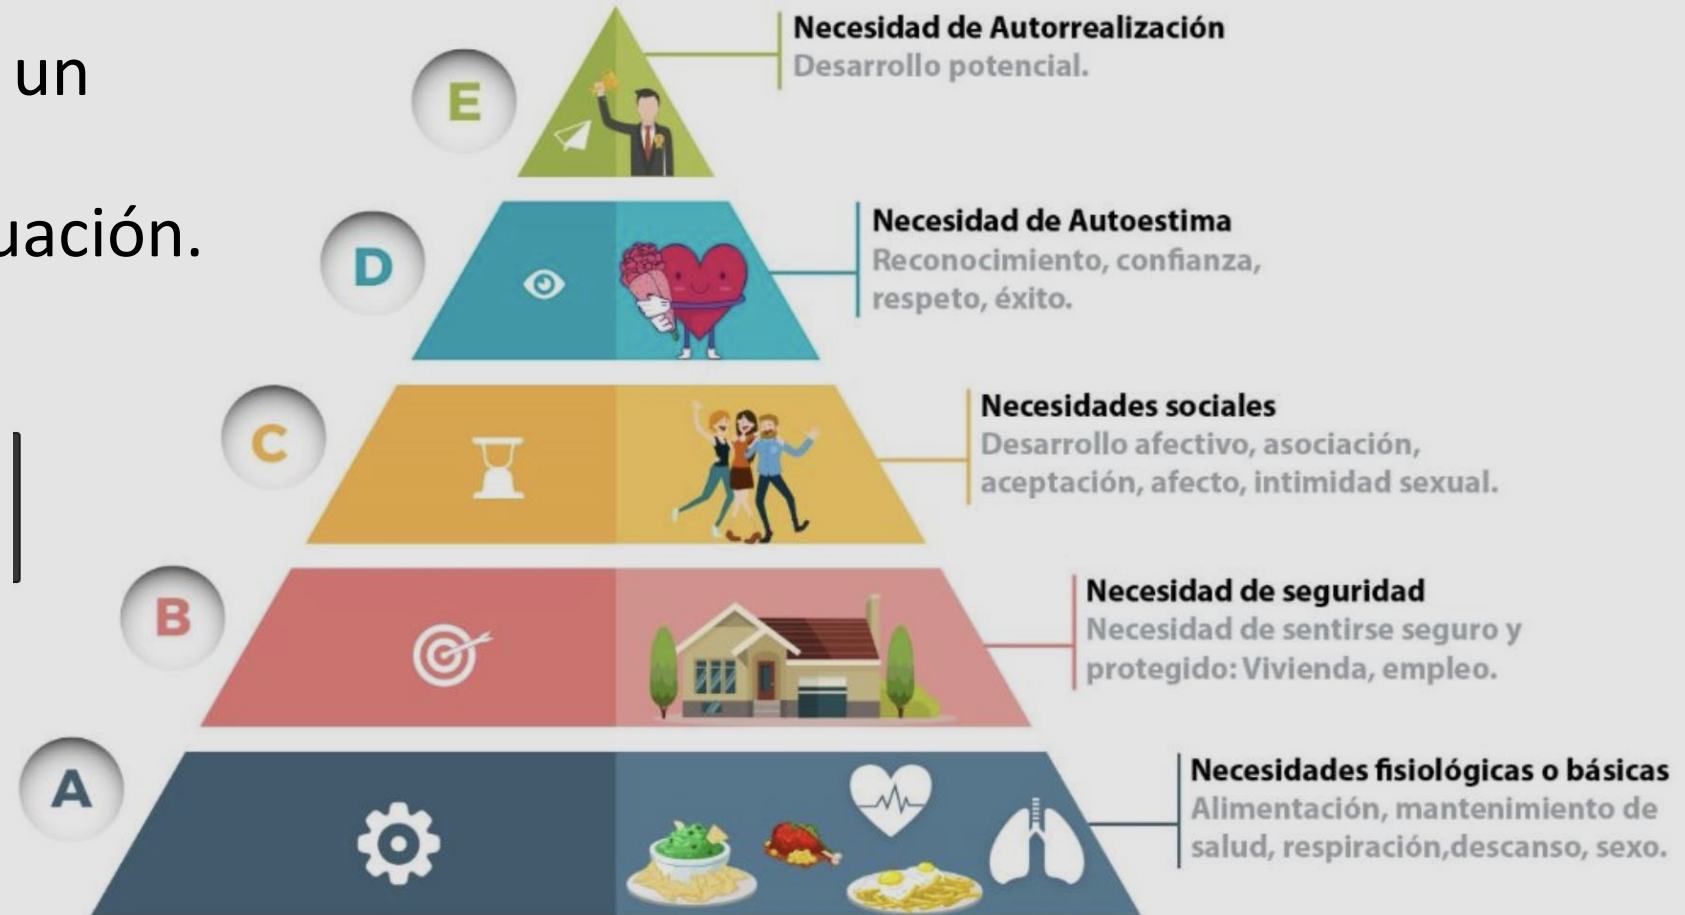 un
uación.
E
Necesidad de Autorrealización
Desarrollo potencial.
D
Necesidad de Autoestima
Reconocimiento, confianza,
respeto, éxito.
C
Necesidades sociales
Desarrollo afectivo, asociación,
aceptación, afecto, intimidad sexual.
B
Necesidad de seguridad
Necesidad de sentirse seguro y
protegido: Vivienda, empleo.
A
Necesidades fisiológicas o básicas
Alimentación, mantenimiento de
salud, respiración,descanso, sexo.